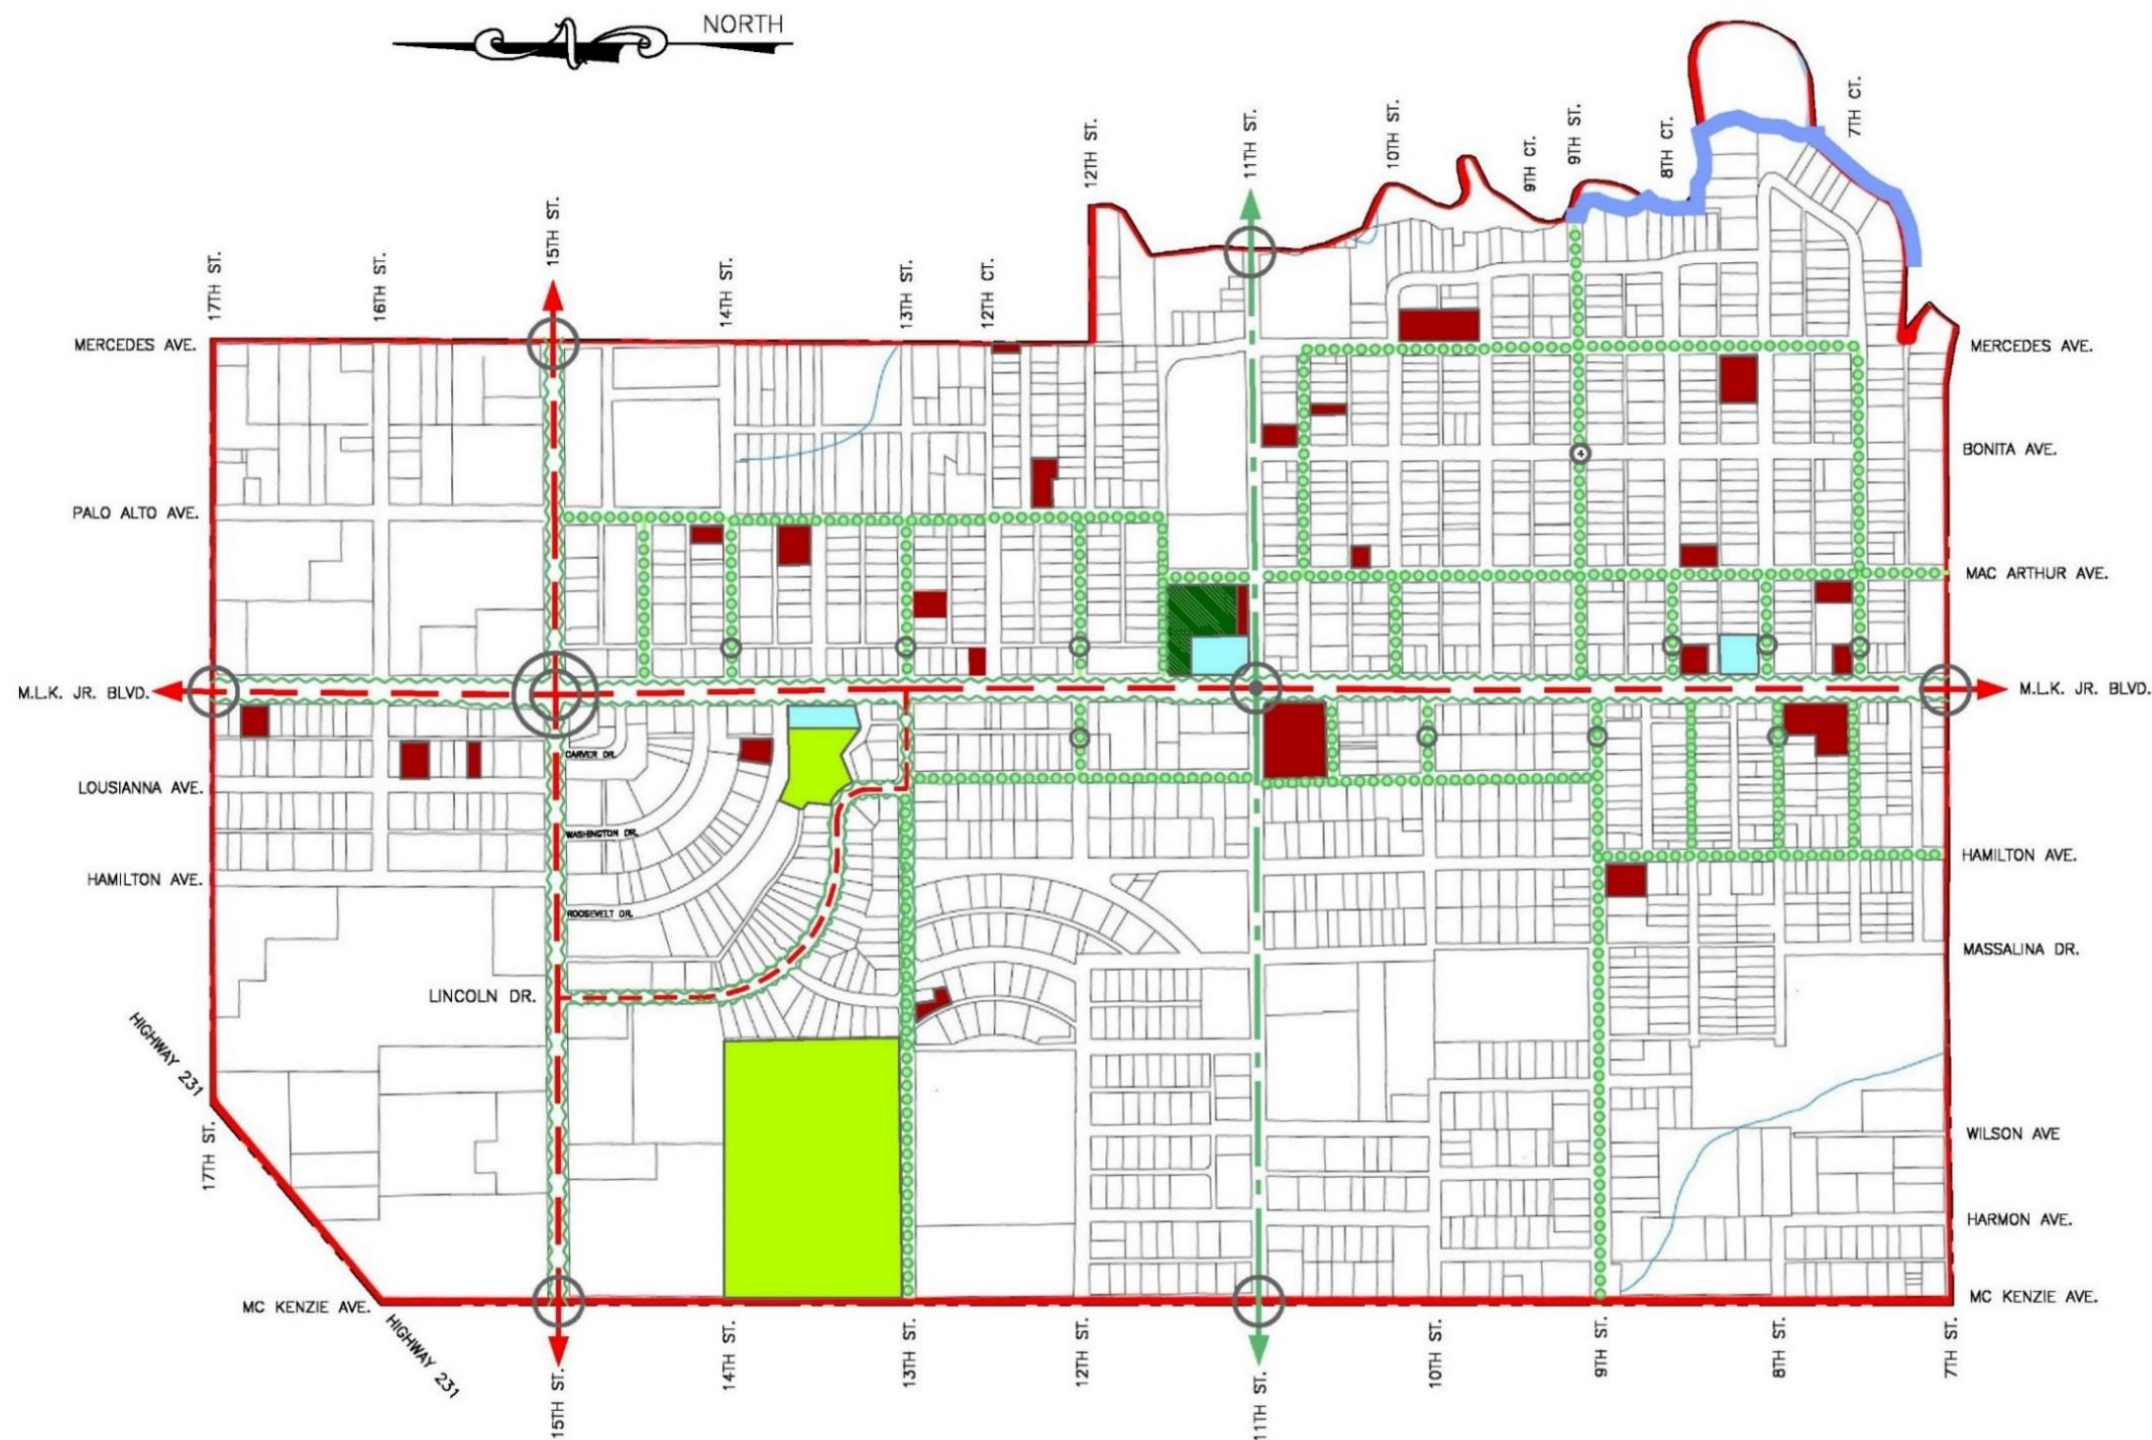 NORTH
7TH CT.
12TH ST.
11TH ST.
10TH ST.
9TH CT.
9TH ST.
8TH CT.
17TH ST.
16TH ST.
15TH ST.
14TH ST.
13TH ST.
12TH CT.
MERCEDES AVE.
MERCEDES AVE.
BONITA AVE.
4
PALO ALTO AVE.
MAC ARTHUR AVE.
M.L.K. JR. BLVD.
M.L.K. JR. BLVD.
CARVER DR.
LOUSIANNA AVE.
WASHINGTON DR.
HAMILTON AVE.
HAMILTON AVE.
ROOSEVELT DR.
MASSALINA DR.
LINCOLN DR.
HIGHWAY 231
17TH ST.
WILSON AVE
HARMON AVE.
MC KENZIE AVE.
MC KENZIE AVE.
HIGHWAY 231
15TH ST.
14TH ST.
13TH ST.
12TH ST.
11TH ST.
10TH ST.
9TH ST.
8TH ST.
7TH ST.